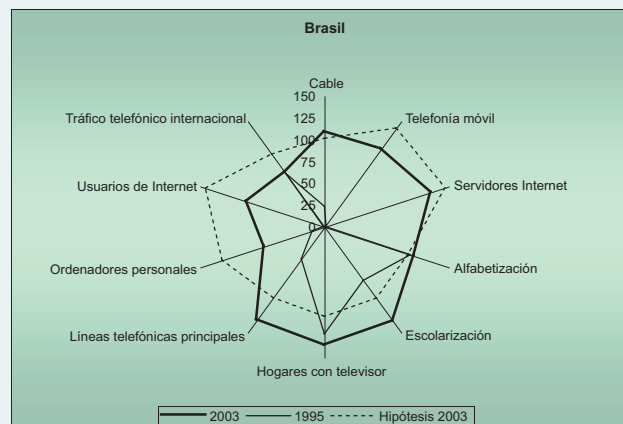 Brasil
Cable
150
125
100
75
50
25
0
Tráfico telefónico internacional
Telefonía móvil
Usuarios de Internet
Servidores Internet
Ordenadores personales
Alfabetización
Líneas telefónicas principales
Escolarización
Hogares con televisor
2003 1995 Hipótesis 2003